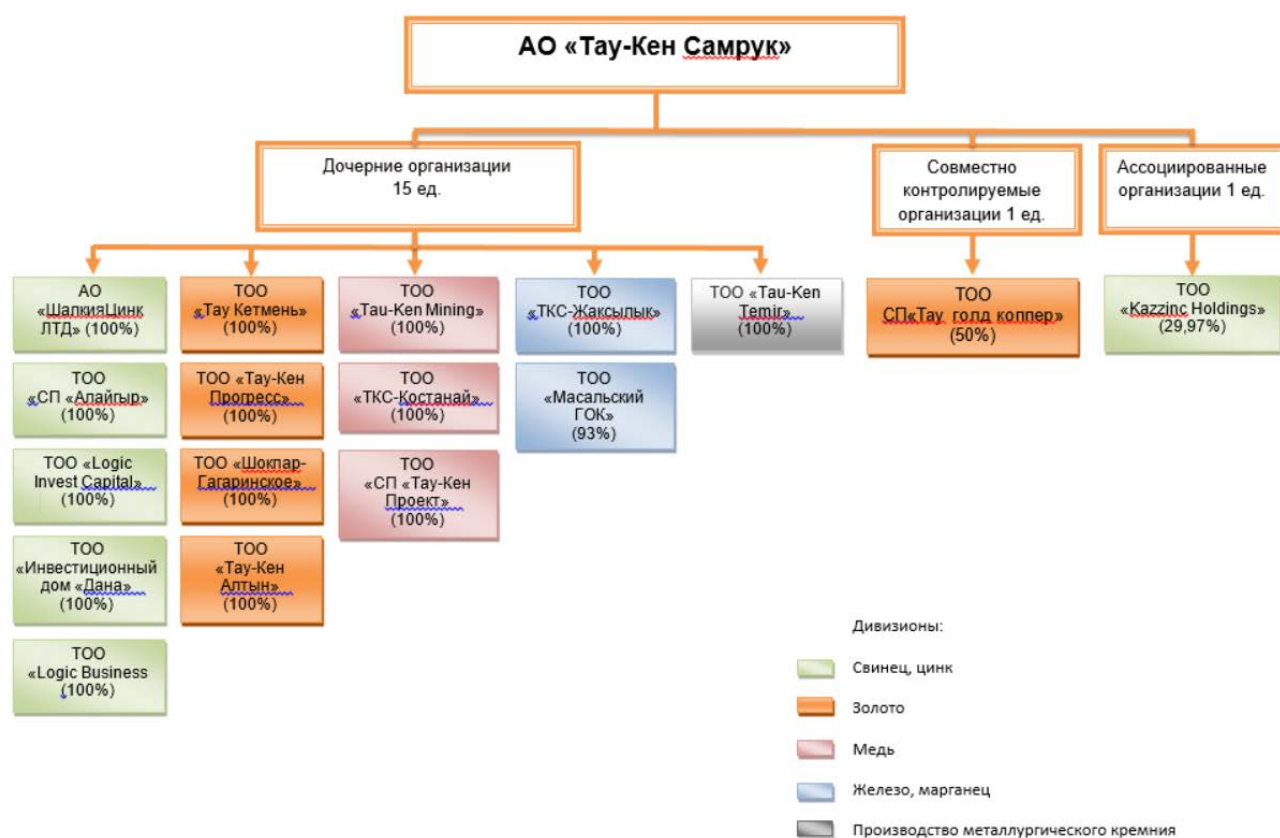 АО «Тау-Кен Самрук»
Дочерние организации
15 ед.
Совместно
контролируемые
организации 1 ед.
Ассоциированные
организации 1 ед.
АО
«ШалкияЦинк
ЛТД» (100%)
ТОО
«СП «Алайгыр»
(100%)
ТОО «Logic
Invest Capital»
(100%)
ТОО
«Инвестиционный
дом «Дана»
(100%)
ТОО
«Logic Business
(100%)
ТОО
«Тау Кетмень»
(100%)
ТОО «Тау-Кен
Прогресс»
(100%)
ТОО «Шокпар-
Гагаринское»
(100%)
ТОО
«Тау-Кен
Алтын»
(100%)
ТОО
«Tau-Ken Mining»
(100%)
ТОО
«ТКС-Костанай»
(100%)
ТОО
«СП «Тау-Кен
Проект»
(100%)
ТОО
«ТКС-Жаксылык»
(100%)
ТОО
«Масальский
ГОК»
(93%)
ТОО «Tau-Ken
Temir»
(100%)
ТОО
СП«Тау голд коппер»
(50%)
ТОО
«Kazzinc Holdings»
(29,97%)
Дивизионы:
Свинец, цинк
Золото
Медь
Железо, марганец
Производство металлургического кремния